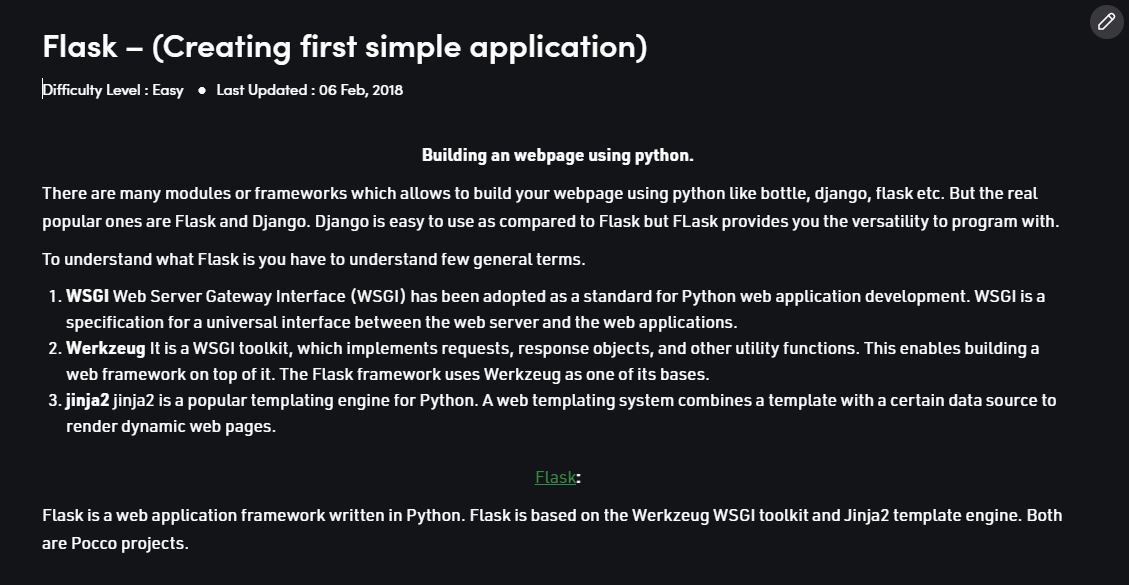 Flask – (Creating first simple application)
Difficulty Level : Easy ● Last Updated : 06 Feb, 2018
Building an webpage using python.
There are many modules or frameworks which allows to build your webpage using python like bottle, django, flask etc. But the real
popular ones are Flask and Django. Django is easy to use as compared to Flask but FLask provides you the versatility to program with.
To understand what Flask is you have to understand few general terms.
1. WSGI Web Server Gateway Interface (WSGI) has been adopted as a standard for Python web application development. WSGI is a
specification for a universal interface between the web server and the web applications.
2. Werkzeug It is a WSGI toolkit, which implements requests, response objects, and other utility functions. This enables building a
web framework on top of it. The Flask framework uses Werkzeug as one of its bases.
3. jinja2 jinja2 is a popular templating engine for Python. A web templating system combines a template with a certain data source to
render dynamic web pages.
Flask:
Flask is a web application framework written in Python. Flask is based on the Werkzeug WSGI toolkit and Jinja2 template engine. Both
are Pocco projects.